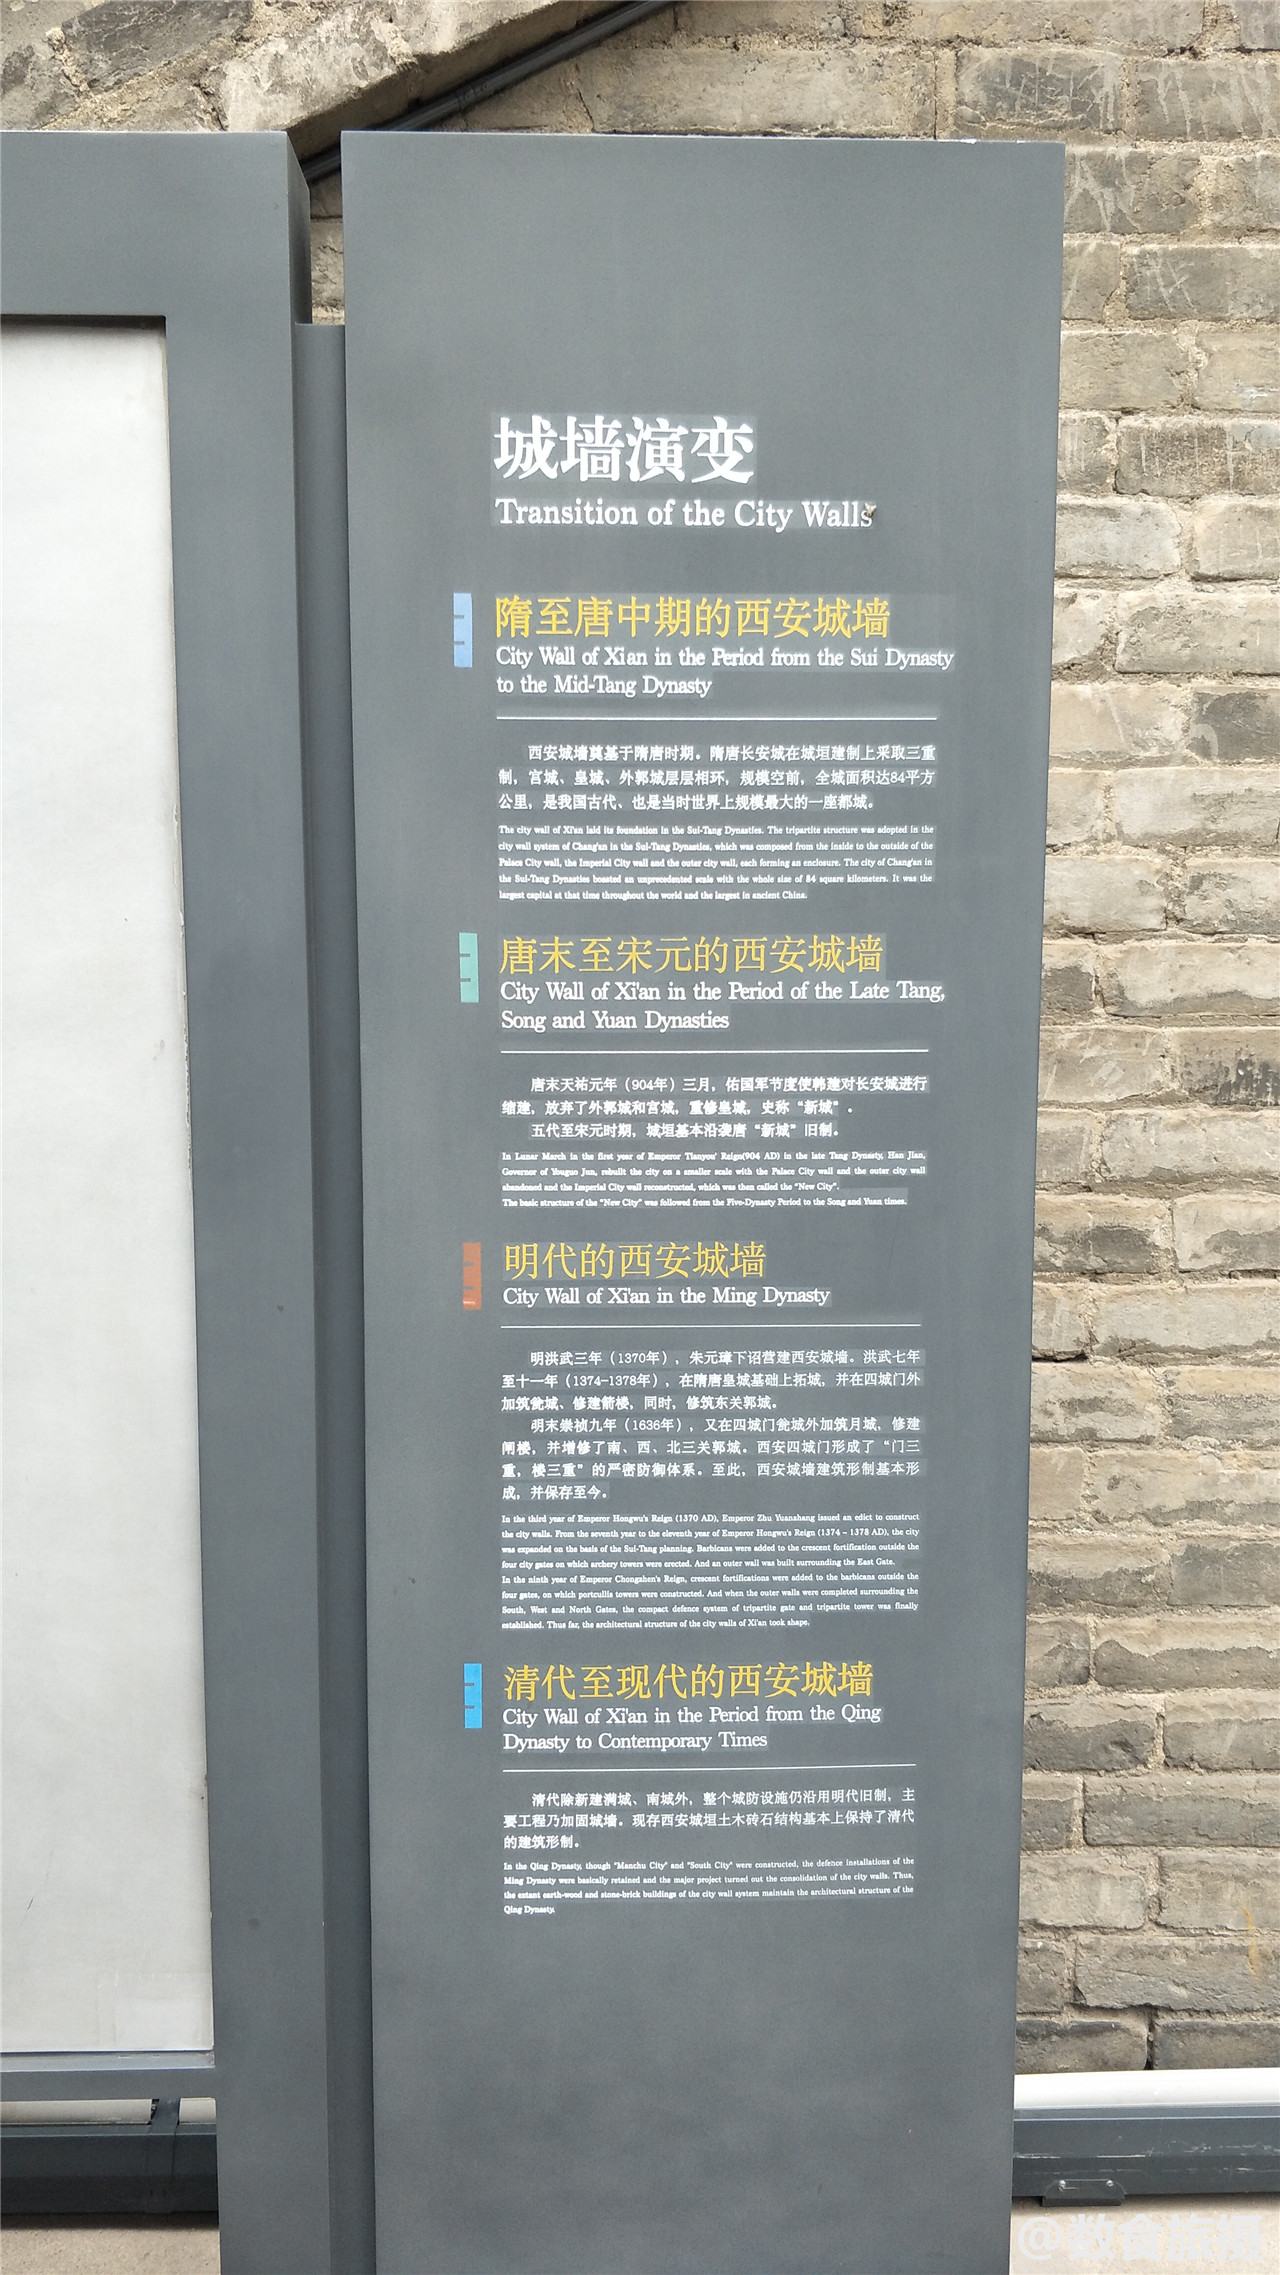 城墙演变
Transition of the City Walls
隋至唐中期的西安城墙
City Wall of Xian in the Period from the Sui Dynasty
to the Mid-Tang Dynasty
西安城墙奠基于隋唐时期。隋唐长安城在城垣建制上采取三重
制，宫城、皇城、外郭城层层相环，规模空前，全城面积达84平方
公里，是我国古代、也是当时世界上规模最大的一座都城。
The city wall of Xi'an laid its foundation in the Sui-Tang Dynasties. The tripartite structure was adopted in the
city wall system of Chang'an in the Sui-Tang Dynasties, which was composed from the inside to the outside of the
Palace City wall, the Imperial City wall and the outer city wall, each forming an enclosure. The city of Chang'an in
the Sui-Tang Dynasties boasted an unprecedented scale with the whole size of 84 square kilometers. It was the
largest capital at that time throughout the world and the largest in ancient China.
唐末至宋元的西安城墙
City Wall of Xi'an in the Period of the Late Tang,
Song and Yuan Dynasties
唐末天祐元年（904年）三月，佑国军节度使韩建对长安城进行
缩建，放弃了外郭城和宫城，重修皇城，史称“新城”。
五代至宋元时期，城垣基本沿袭唐“新城”旧制。
In Lunar March in the first year of Emperor Tianyou' Reign(904 AD) in the late Tang Dynasty, Han Jian,
Governor of Youguo Jun, rebuilt the city on a smaller scale with the Palace City wall and the outer city wall
abandoned and the Imperial City wall reconstructed, which was then called the "New City".
The basic structure of the "New City" was followed from the Five-Dynasty Period to the Song and Yuan times.
明代的西安城墙
City Wall of Xi'an in the Ming Dynasty
明洪武三年（1370年），朱元璋下诏营建西安城墙。洪武七年
至十一年（1374-1378年），在隋唐皇城基础上拓城，并在四城门外
加筑瓮城、修建箭楼，同时，修筑东关郭城。
明末崇祯九年（1636年），又在四城门瓮城外加筑月城，修建
闸楼，并增修了南、西、北三关郭城。西安四城门形成了“门三
重，楼三重”的严密防御体系。至此，西安城墙建筑形制基本形
成，并保存至今。
In the third year of Emperor Hongwu's Reign (1370 AD), Emperor Zhu Yuanzhang issued an edict to construct
the city walls. From the seventh year to the eleventh year of Emperor Hongwu's Reign (1374 - 1378 AD), the city
was expanded on the basis of the Sui-Tang planning. Barbicans were added to the crescent fortification outside the
four city gates on which archery towers were erected. And an outer wall was built surrounding the East Gate.
In the ninth year of Emperor Chongzhen's Reign, crescent fortifications were added to the barbicans outside the
four gates, on which portcullis towers were constructed. And when the outer walls were completed surrounding the
South, West and North Gates, the compact defence system of tripartite gate and tripartite tower was finally
established. Thus far, the architectural structure of the city walls of Xi'an took shape.
清代至现代的西安城墙
City Wall of Xi'an in the Period from the Qing
Dynasty to Contemporary Times
清代除新建满城、南城外，整个城防设施仍沿用明代旧制，主
要工程乃加固城墙。现存西安城垣土木砖石结构基本上保持了清代
的建筑形制。
In the Qing Dynasty, though "Manchu City" and "South City" were constructed, the defence installations of the
Ming Dynasty were basically retained and the major project turned out the consolidation of the city walls. Thus,
the extant earth-wood and stone-brick buildings of the city wall system maintain the architectural structure of the
Qing Dynasty.
@数食旅摄